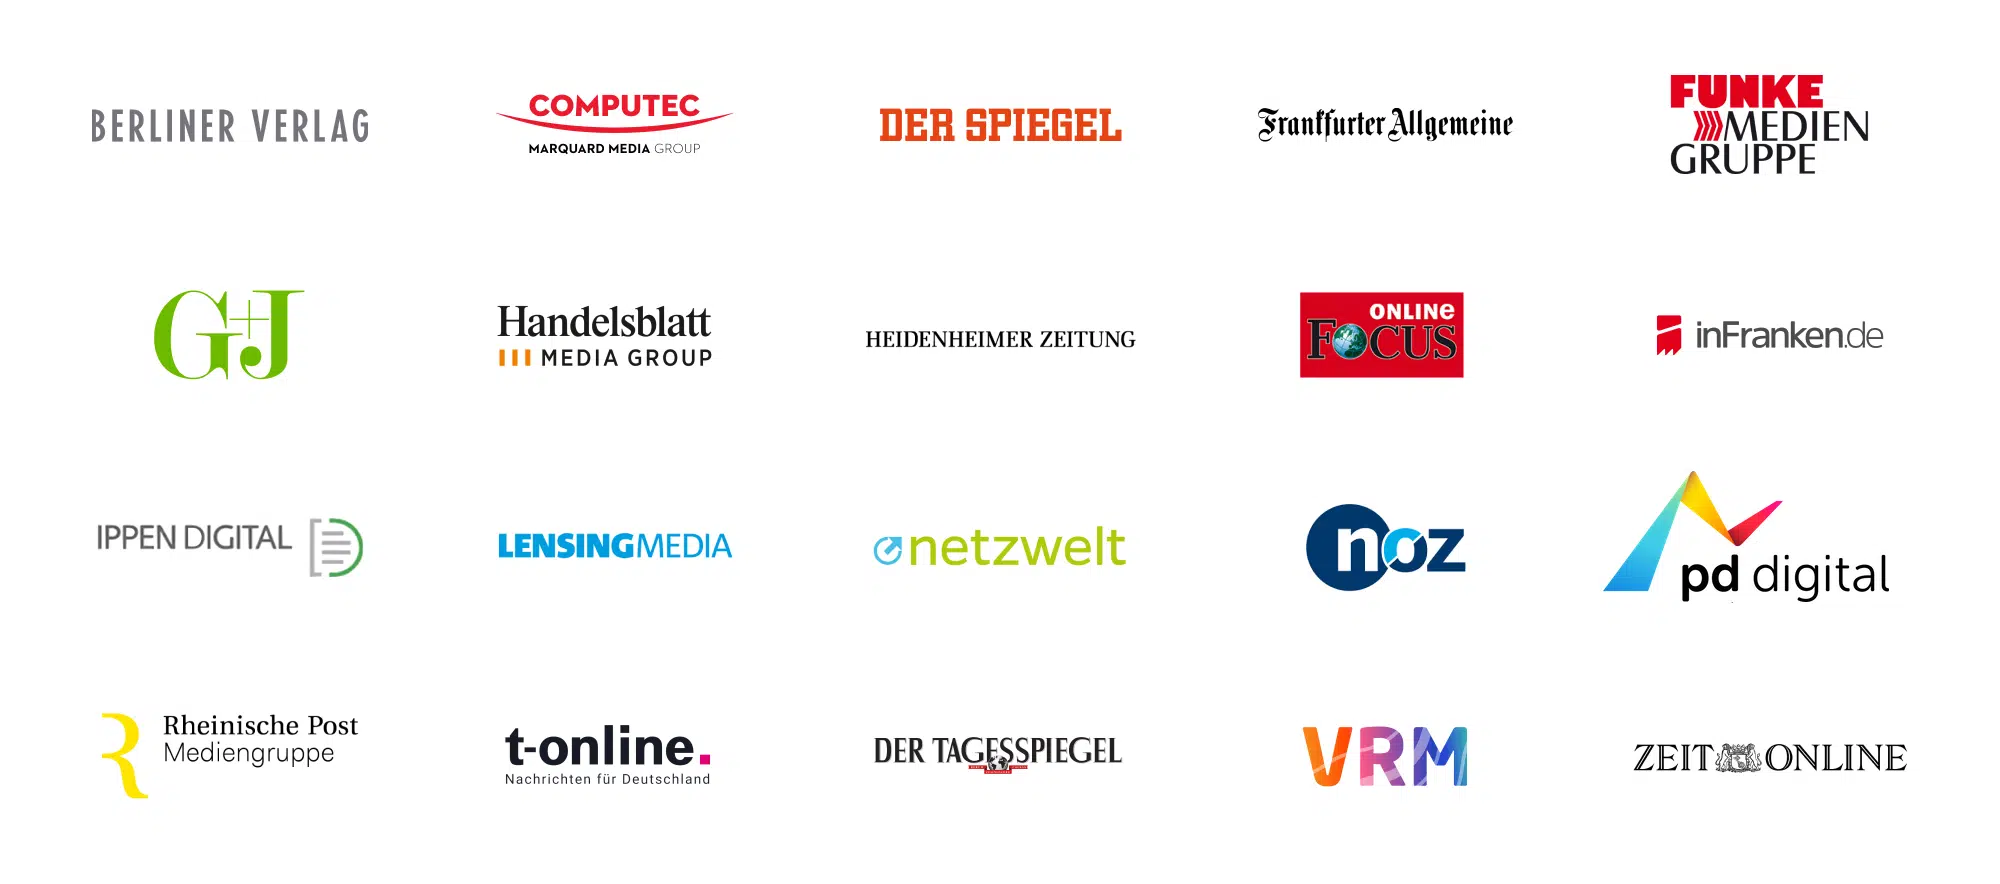 BERLINER VERLAG
COMPUTEC
MARQUARD MEDIA GROUP
DER SPIEGEL
Frankfurter Allgemeine
FUNKE
MEDIEN
GRUPPE
G+J
Handelsblatt
MEDIA GROUP
HEIDENHEIMER ZEITUNG
ONLINe
FOCUS
inFranken.de
IPPEN DIGITAL
LENSINGMEDIA
netzwelt
noz
pd digital
Rheinische Post
Mediengruppe
t-online.
Nachrichten für Deutschland
DER TAGESSPIEGEL
VRM
ZEIT ONLINE